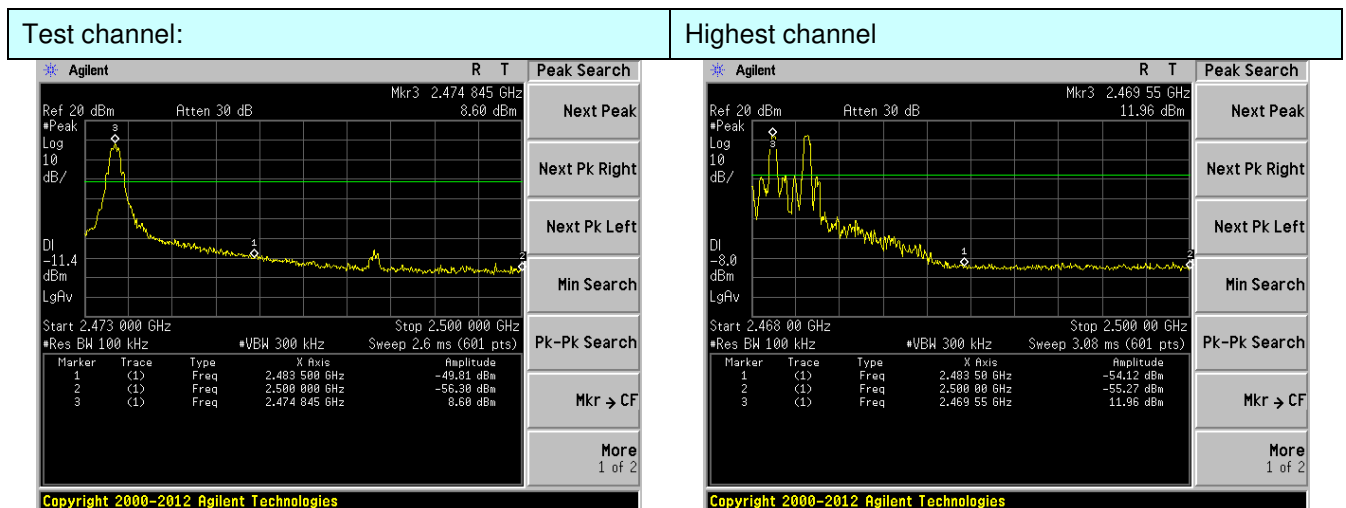 Test channel: Highest channel
Agilent R T Peak Search
Mkr3 2.474 845 GHz
Ref 20 dBm Atten 30 dB 8.60 dBm
#Peak
Log
10
dB/
DI
-11.4
dBm
LgAv
3
1
2
Start 2.473 000 GHz Stop 2.500 000 GHz
#Res BW 100 kHz #VBW 300 kHz Sweep 2.6 ms (601 pts)
Marker Trace Type X Axis Amplitude
1 (1) Freq 2.483 500 GHz -49.81 dBm
2 (1) Freq 2.500 000 GHz -56.30 dBm
3 (1) Freq 2.474 845 GHz 8.60 dBm
Next Peak
Next Pk Right
Next Pk Left
Min Search
Pk-Pk Search
Mkr → CF
More
1 of 2
Copyright 2000-2012 Agilent Technologies
Agilent R T Peak Search
Mkr3 2.469 55 GHz
Ref 20 dBm Atten 30 dB 11.96 dBm
#Peak
Log
10
dB/
DI
-8.0
dBm
LgAv
3
1
2
Start 2.468 00 GHz Stop 2.500 00 GHz
#Res BW 100 kHz #VBW 300 kHz Sweep 3.08 ms (601 pts)
Marker Trace Type X Axis Amplitude
1 (1) Freq 2.483 50 GHz -54.12 dBm
2 (1) Freq 2.500 00 GHz -55.27 dBm
3 (1) Freq 2.469 55 GHz 11.96 dBm
Next Peak
Next Pk Right
Next Pk Left
Min Search
Pk-Pk Search
Mkr → CF
More
1 of 2
Copyright 2000-2012 Agilent Technologies